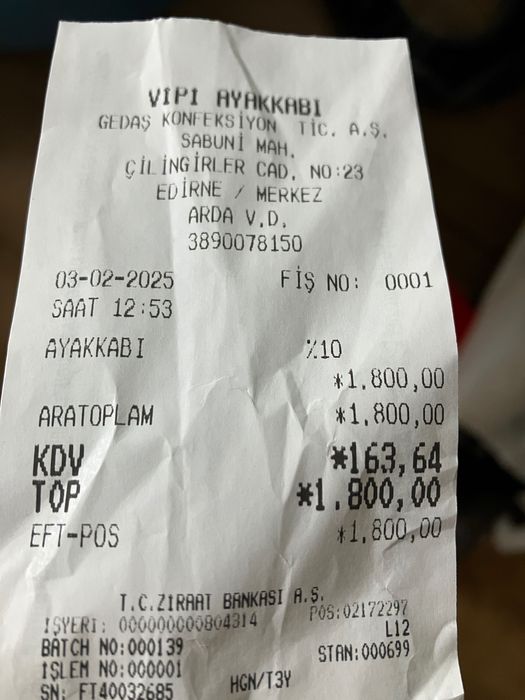 VIPI AYAKKABI
GEDAŞ KONFEKSİYON TİC. A.Ş.
SABUNİ MAH.
ÇİLİNGİRLER CAD. NO:23
EDİRNE / MERKEZ
ARDA V.D.
3890078150
03-02-2025 FİŞ NO: 0001
SAAT 12:53
AYAKKABI %10
*1.800,00
ARATOPLAM *1.800,00
KDV *163,64
TOP *1.800,00
EFT-POS *1.800,00
T.C.ZİRAAT BANKASI A.Ş.
İŞYERİ: 000000000804314 POS:02172297
L12
BATCH NO:000139 STAN:000699
İŞLEM NO:000001
SN: FT40032685 HGN/T3Y